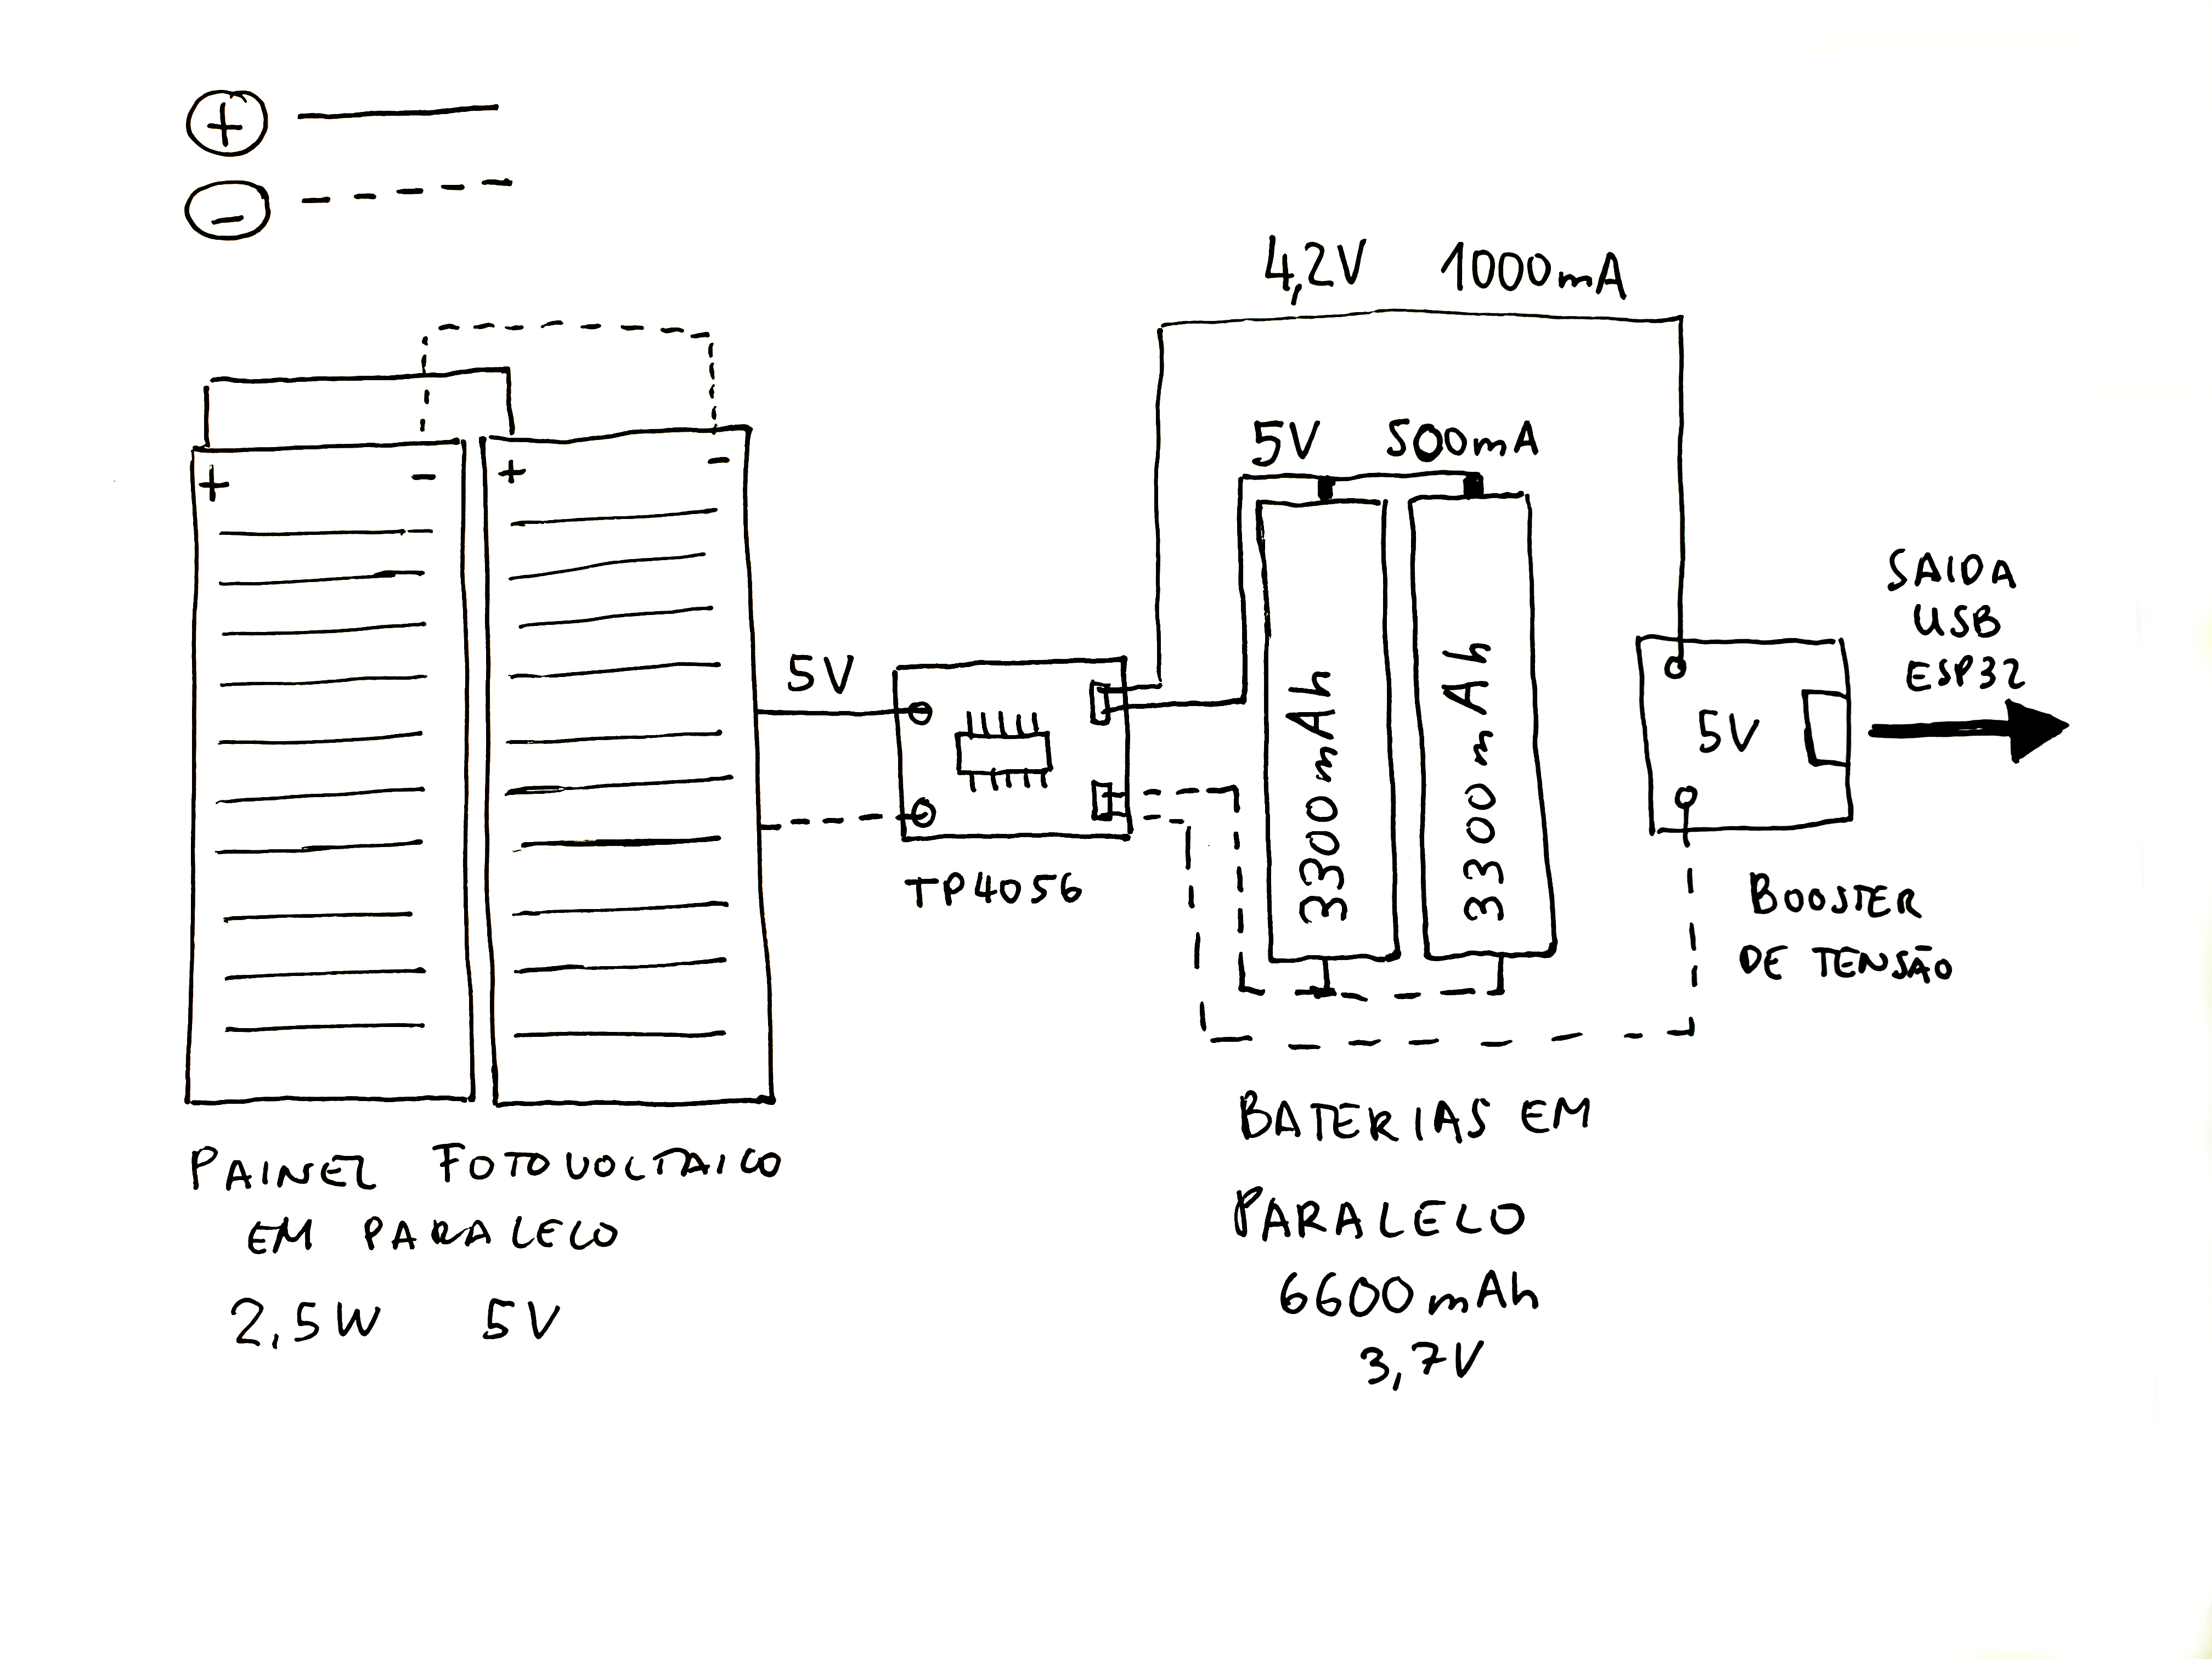 +
-
4,2V 1000mA
5V 500mA
+ - + -
5V
3300mAh
3300mAh
TP4056
SAIDA
USB
ESP32
5V
BOOSTER
DE TENSÃO
PAINEL FOTOVOLTAICO
EM PARALELO
2,5W 5V
BATERIAS EM
PARALELO
6600mAh
3,7V